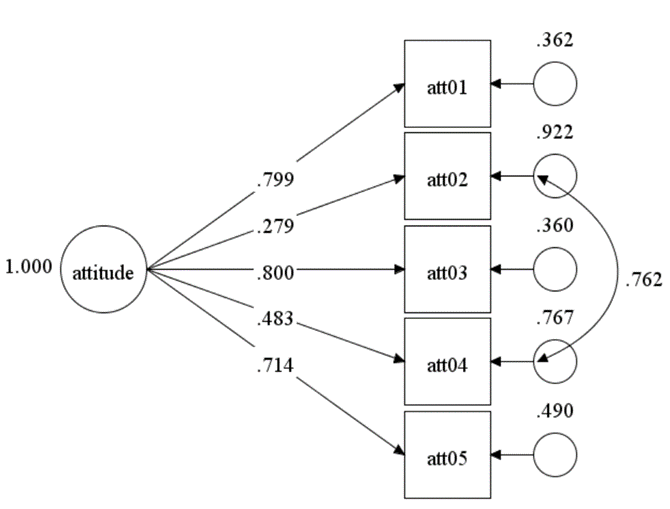 .362
att01
.922
.799
att02
.279
.360
1.000
attitude
.800
att03
.762
.483
.767
.714
att04
.490
att05